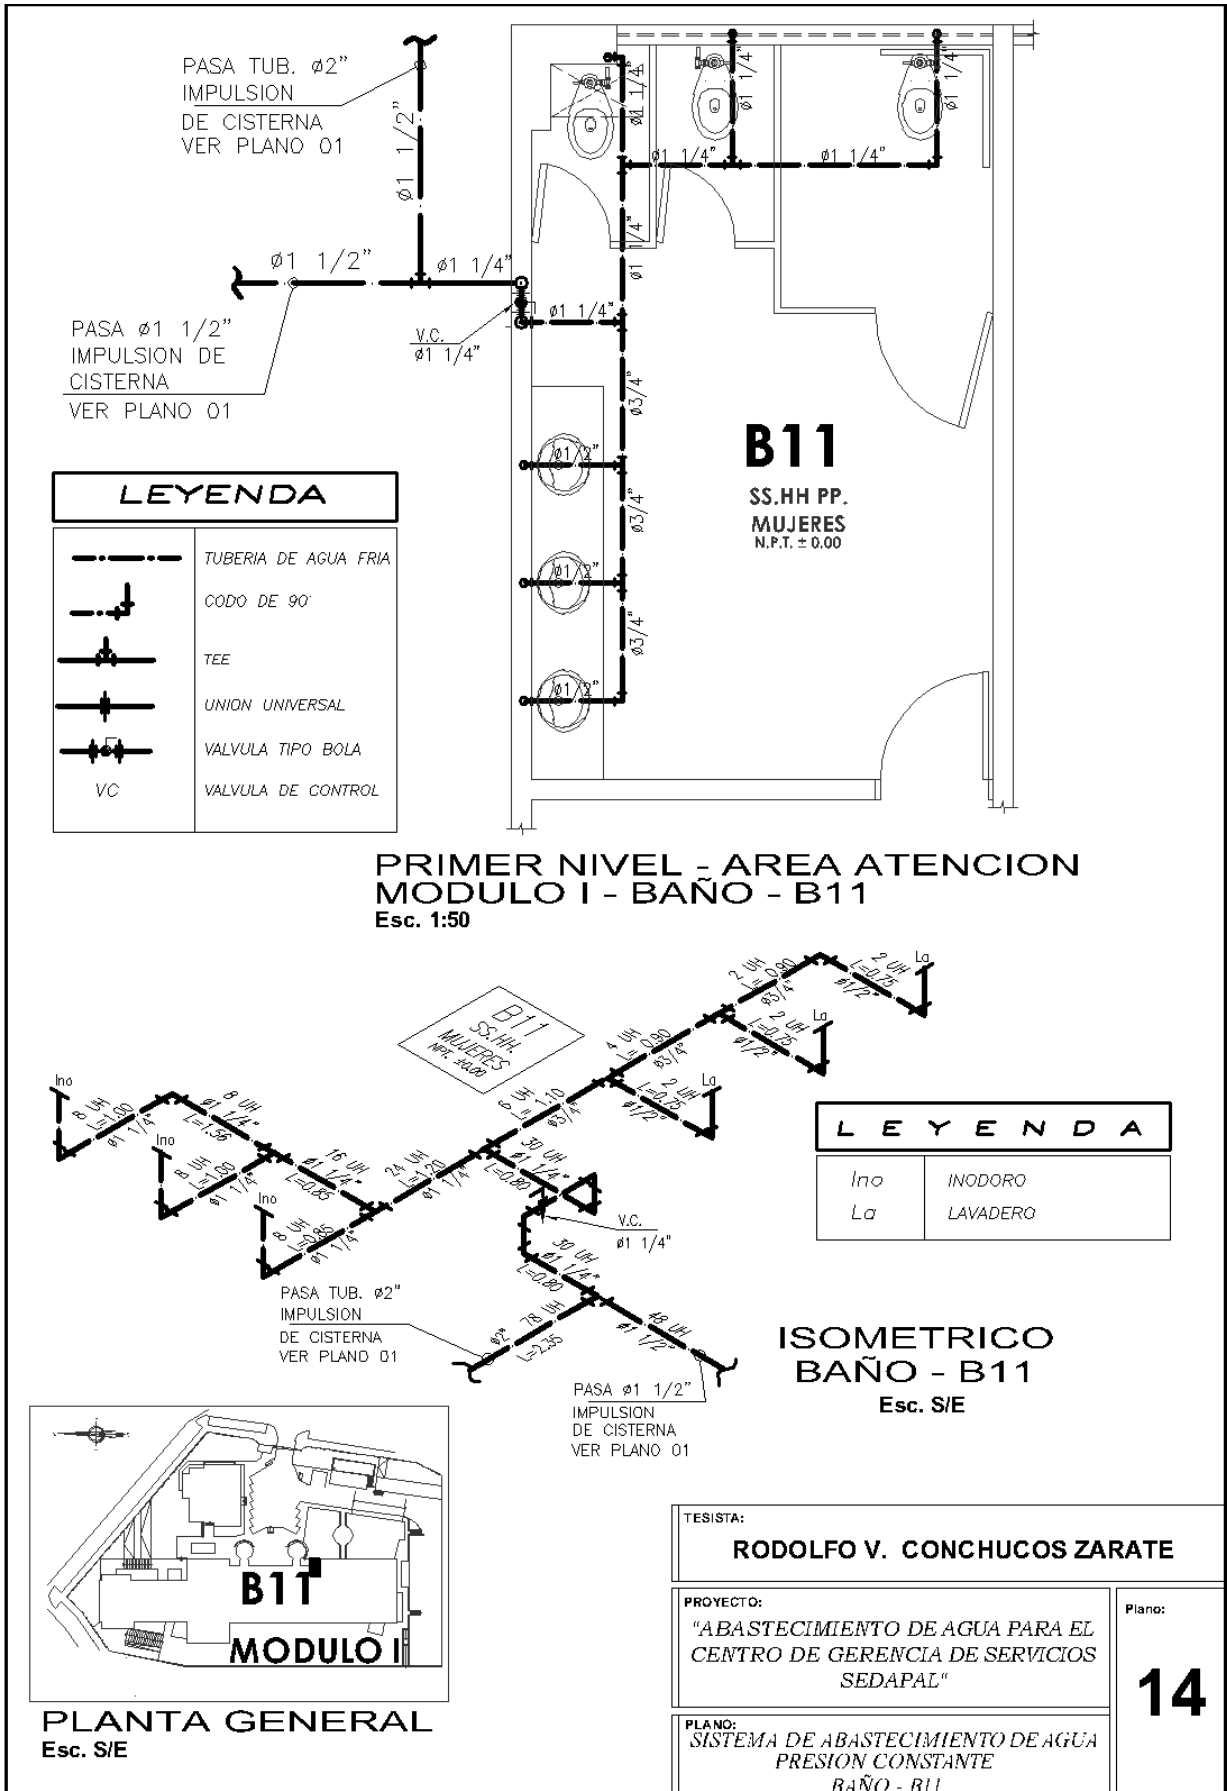 PASA TUB. ø2"
IMPULSION
DE CISTERNA
VER PLANO 01
ø1 1/2"
ø1 1/2"
ø1 1/4"
PASA ø1 1/2"
IMPULSION DE
CISTERNA
VER PLANO 01
V.C.
ø1 1/4"
ø1 1/4"
ø1 1/4"
ø1 1/4"
ø1 1/4"
ø1 1/4"
ø1 1/4"
ø1 1/4"
ø3/4"
ø3/4"
ø3/4"
ø1/2"
ø1/2"
ø1/2"
B11
SS.HH PP.
MUJERES
N.P.T. ± 0.00
LEYENDA
TUBERIA DE AGUA FRIA
CODO DE 90°
TEE
UNION UNIVERSAL
VALVULA TIPO BOLA
VC VALVULA DE CONTROL
PRIMER NIVEL - AREA ATENCION
MODULO I - BAÑO - B11
Esc. 1:50
B11
SS.HH.
MUJERES
NPT. ±0.00
2 UH
L=0.90
ø3/4"
2 UH
L=0.75
ø1/2"
La
4 UH
L=0.90
ø3/4"
2 UH
L=0.75
ø1/2"
La
6 UH
L=1.10
ø3/4"
2 UH
L=0.75
ø1/2"
La
Ino
8 UH
L=1.00
ø1 1/4"
8 UH
ø1 1/4"
L=1.56
Ino
8 UH
L=1.00
ø1 1/4"
16 UH
ø1 1/4"
L=0.85
Ino
8 UH
L=0.85
ø1 1/4"
24 UH
L=1.20
ø1 1/4"
30 UH
ø1 1/4"
L=0.80
V.C.
ø1 1/4"
30 UH
ø1 1/4"
L=0.80
78 UH
ø2"
L=2.35
48 UH
ø1 1/2"
PASA TUB. ø2"
IMPULSION
DE CISTERNA
VER PLANO 01
PASA ø1 1/2"
IMPULSION
DE CISTERNA
VER PLANO 01
LEYENDA
Ino INODORO
La LAVADERO
ISOMETRICO
BAÑO - B11
Esc. S/E
B11
MODULO I
PLANTA GENERAL
Esc. S/E
TESISTA:
RODOLFO V. CONCHUCOS ZARATE
PROYECTO:
"ABASTECIMIENTO DE AGUA PARA EL
CENTRO DE GERENCIA DE SERVICIOS
SEDAPAL"
Plano:
14
PLANO:
SISTEMA DE ABASTECIMIENTO DE AGUA
PRESION CONSTANTE
BAÑO - B11